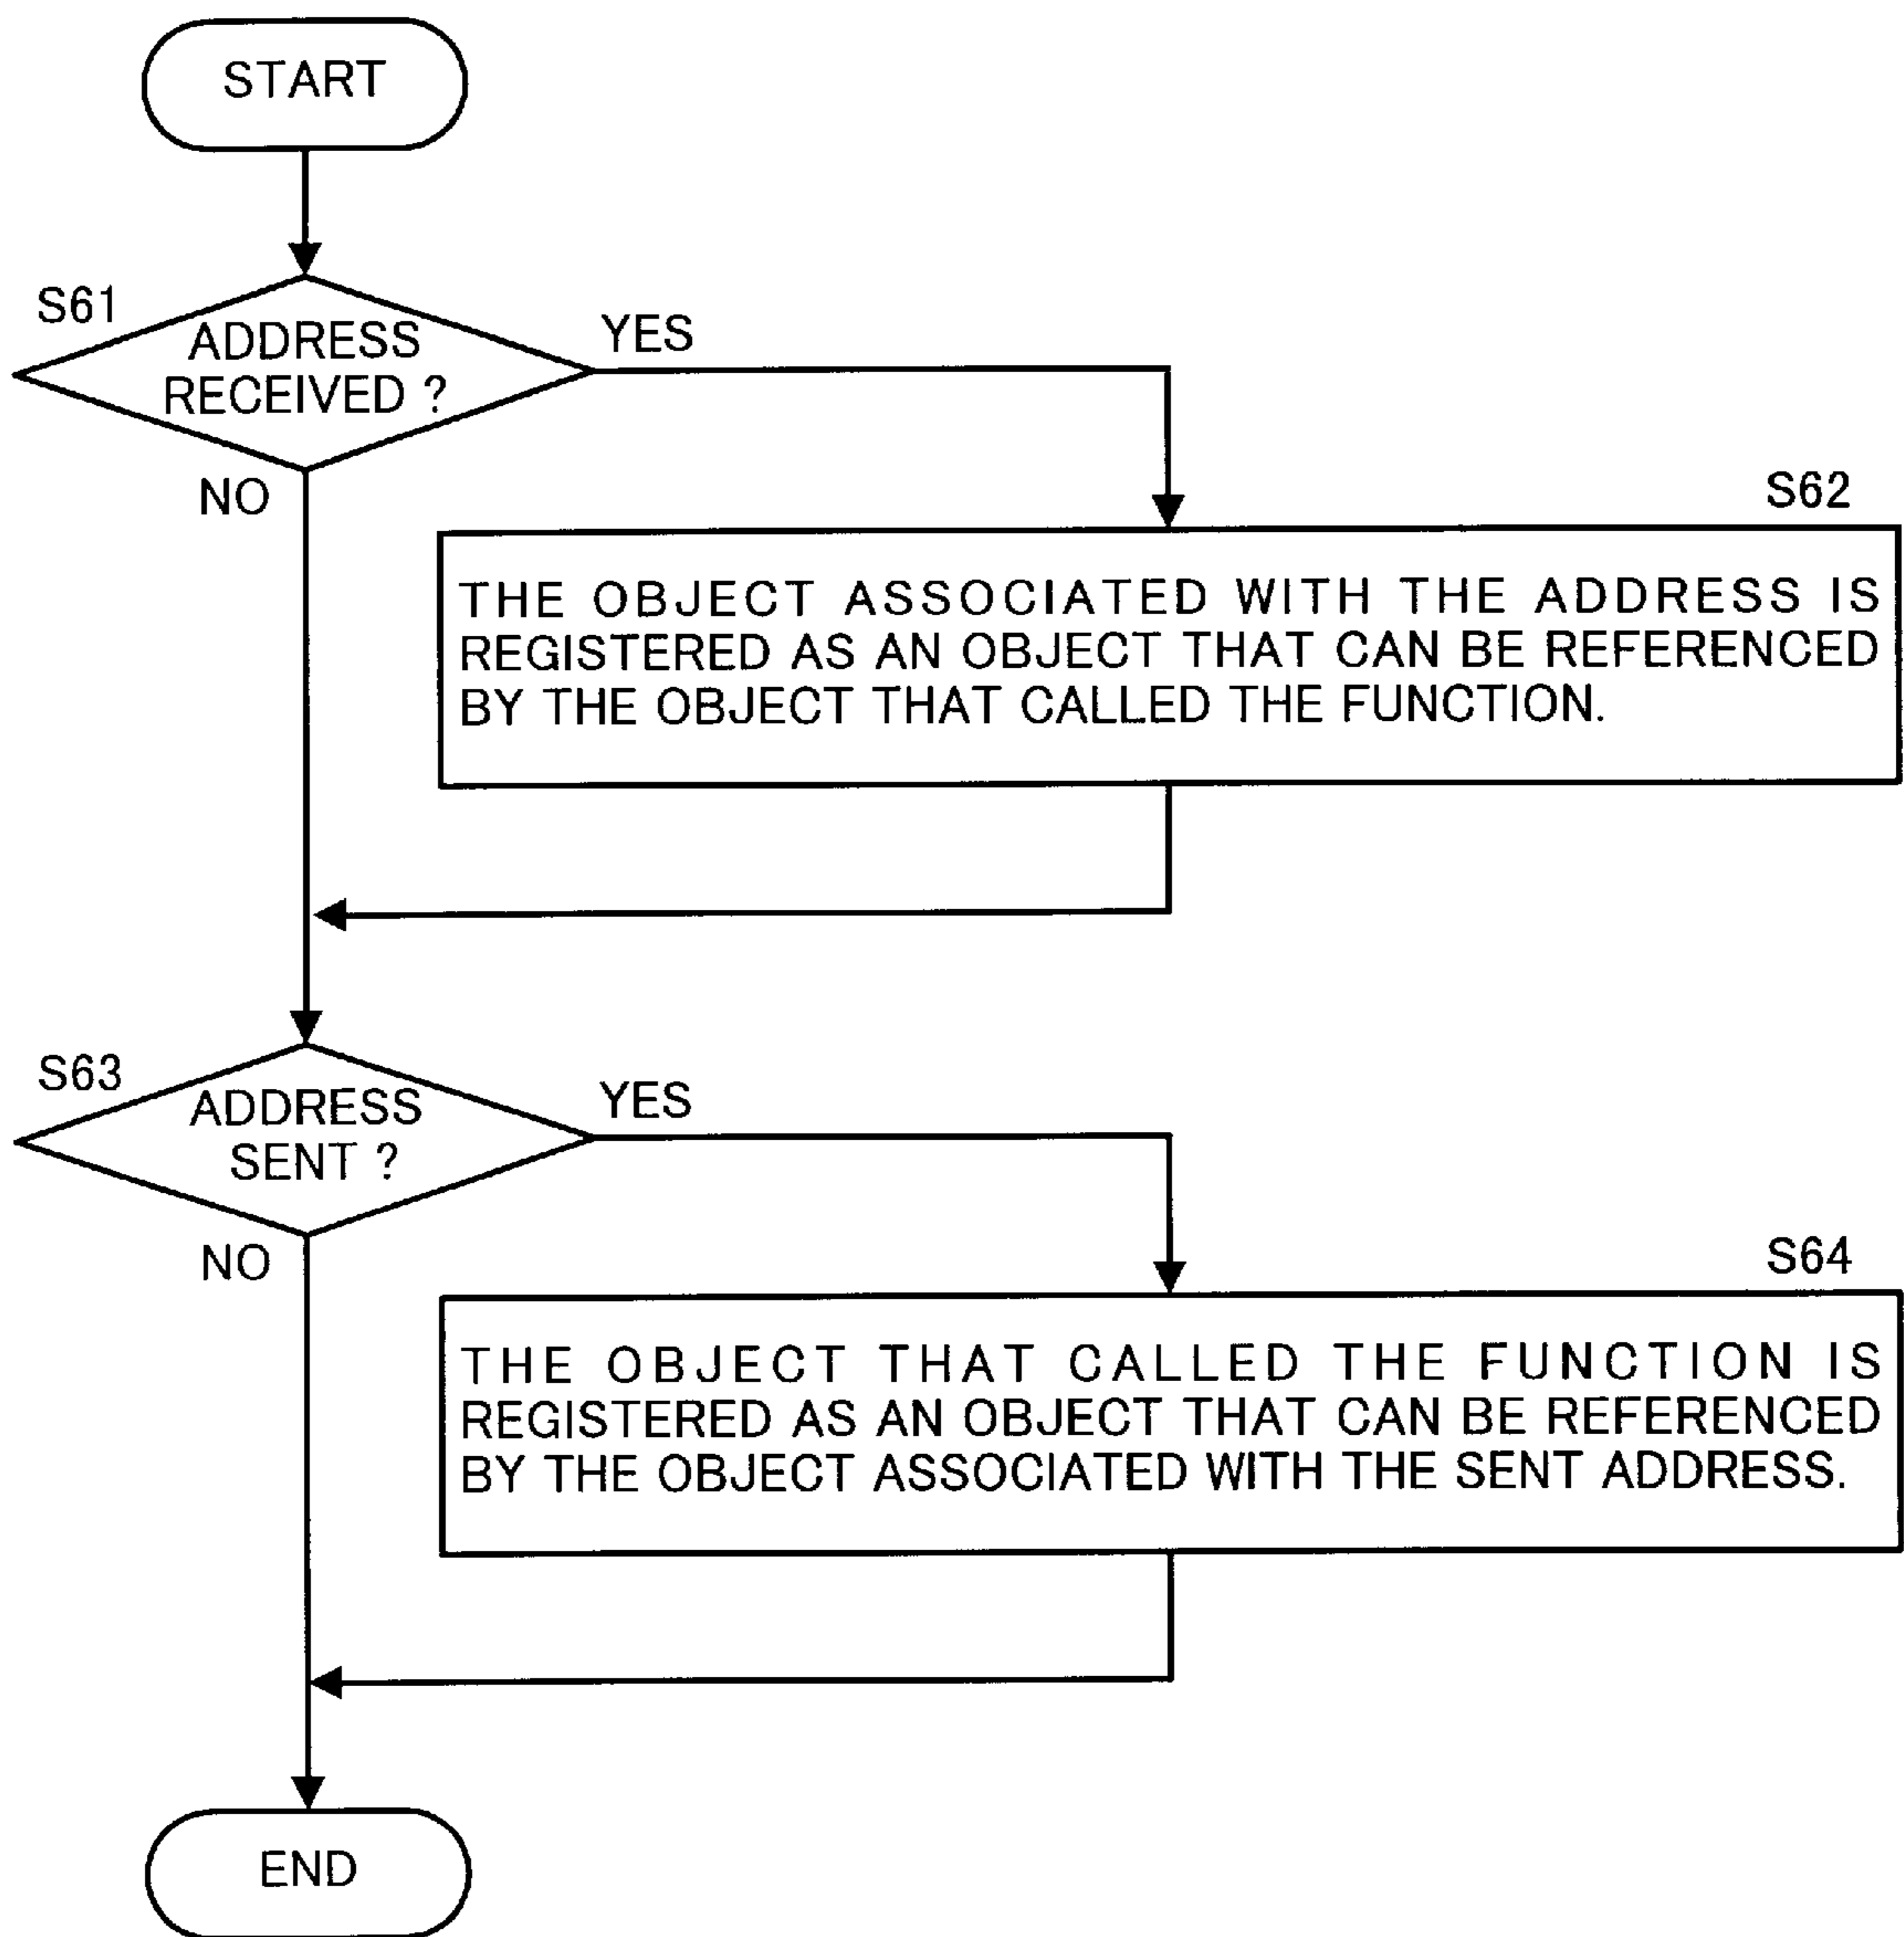 START
S61
ADDRESS
RECEIVED ?
YES
NO
S62
THE OBJECT ASSOCIATED WITH THE ADDRESS IS
REGISTERED AS AN OBJECT THAT CAN BE REFERENCED
BY THE OBJECT THAT CALLED THE FUNCTION.
S63
ADDRESS
SENT ?
YES
NO
S64
THE OBJECT THAT CALLED THE FUNCTION IS
REGISTERED AS AN OBJECT THAT CAN BE REFERENCED
BY THE OBJECT ASSOCIATED WITH THE SENT ADDRESS.
END